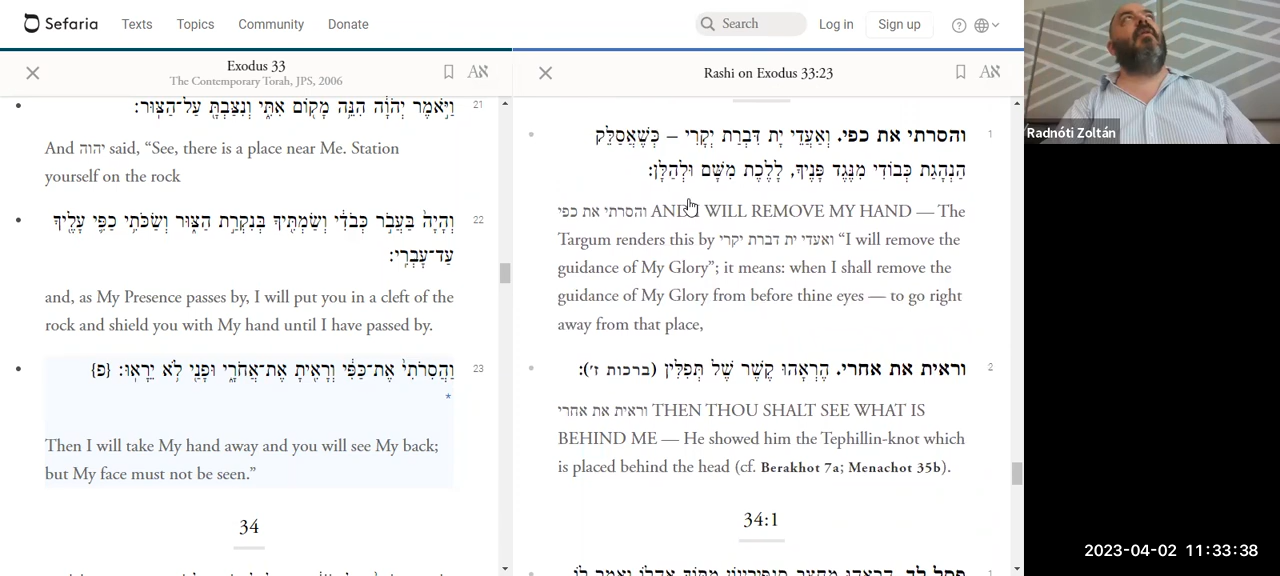 Sefaria
Texts
Topics
Community
Donate
Search
Log in
Sign up
Exodus 33
The Contemporary Torah, JPS, 2006
21
וַיֹּ֣אמֶר יְהֹוָ֔ה הִנֵּ֥ה מָק֖וֹם אִתִּ֑י וְנִצַּבְתָּ֖ עַל־הַצּֽוּר׃
And יהוה said, “See, there is a place near Me. Station
yourself on the rock
22
וְהָיָה֙ בַּעֲבֹ֣ר כְּבֹדִ֔י וְשַׂמְתִּ֖יךָ בְּנִקְרַ֣ת הַצּ֑וּר וְשַׂכֹּתִ֥י כַפִּ֛י עָלֶ֖יךָ
עַד־עׇבְרִֽי׃
and, as My Presence passes by, I will put you in a cleft of the
rock and shield you with My hand until I have passed by.
23
וַהֲסִרֹתִי֙ אֶת־כַּפִּ֔י וְרָאִ֖יתָ אֶת־אֲחֹרָ֑י וּפָנַ֖י לֹ֥א יֵרָאֽוּ׃ {פ}
*
Then I will take My hand away and you will see My back;
but My face must not be seen.”
34
Rashi on Exodus 33:23
1
והסרתי את כפי. וְאַעְדֵּי יָת דִּבְרַת יְקָרִי – כְּשֶׁאֲסַלֵּק
הַנְהָגַת כְּבוֹדִי מִנֶּגֶד פָּנֶיךָ, לָלֶכֶת מִשָּׁם וּלְהַלָּן:
והסרתי את כפי AND I WILL REMOVE MY HAND — The
Targum renders this by ואעדי ית דברת יקרי “I will remove the
guidance of My Glory”; it means: when I shall remove the
guidance of My Glory from before thine eyes — to go right
away from that place,
2
וראית את אחרי. הֶרְאָהוּ קֶשֶׁר שֶׁל תְּפִלִּין (ברכות ז'):
וראית את אחרי THEN THOU SHALT SEE WHAT IS
BEHIND ME — He showed him the Tephillin-knot which
is placed behind the head (cf. Berakhot 7a; Menachot 35b).
34:1
1
Radnóti Zoltán
2023-04-02 11:33:38